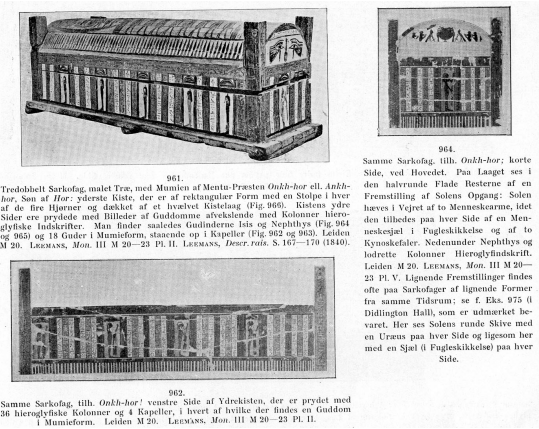 961.
Tredobbelt Sarkofag, malet Træ, med Mumien af Mentu-Præsten Onkh-hor ell. Ankh-
hor, Søn af Hor: yderste Kiste, der er af rektangulær Form med en Stolpe i hver
af de fire Hjørner og dækket af et hvælvet Kistelaag (Fig. 966). Kistens ydre
Sider ere prydede med Billeder af Guddomme afvekslende med Kolonner hiero-
glyfiske Indskrifter. Man finder saaledes Gudinderne Isis og Nephthys (Fig. 964
og 965) og 18 Guder i Mumieform, staaende op i Kapeller (Fig. 962 og 963). Leiden
M 20. LEEMANS, Mon. III M 20—23 Pl. II. LEEMANS, Descr. rais. S. 167—170 (1840).
962.
Samme Sarkofag, tilh. Onkh-hor! venstre Side af Ydrekisten, der er prydet med
36 hieroglyfiske Kolonner og 4 Kapeller, i hvert af hvilke der findes en Guddom
i Mumieform. Leiden M 20. LEEMANS, Mon. III M 20—23 Pl. II.
964.
Samme Sarkofag, tilh. Onkh-hor; korte
Side, ved Hovedet. Paa Laaget ses i
den halvrunde Flade Resterne af en
Fremstilling af Solens Opgang: Solen
hæves i Vejret af to Menneskearme, idet
den tilbedes paa hver Side af en Men-
neskesjæl i Fugleskikkelse og af to
Kynoskefaler. Nedenunder Nephthys og
lodrette Kolonner Hieroglyfindskrift.
Leiden M 20. LEEMANS, Mon. III M 20—
23 Pl. V. Lignende Fremstillinger findes
ofte paa Sarkofager af lignende Former
fra samme Tidsrum; se f. Eks. 975 (i
Didlington Hall), som er udmærket be-
varet. Her ses Solens runde Skive med
en Uræus paa hver Side og ligesom her
med en Sjæl (i Fugleskikkelse) paa hver
Side.